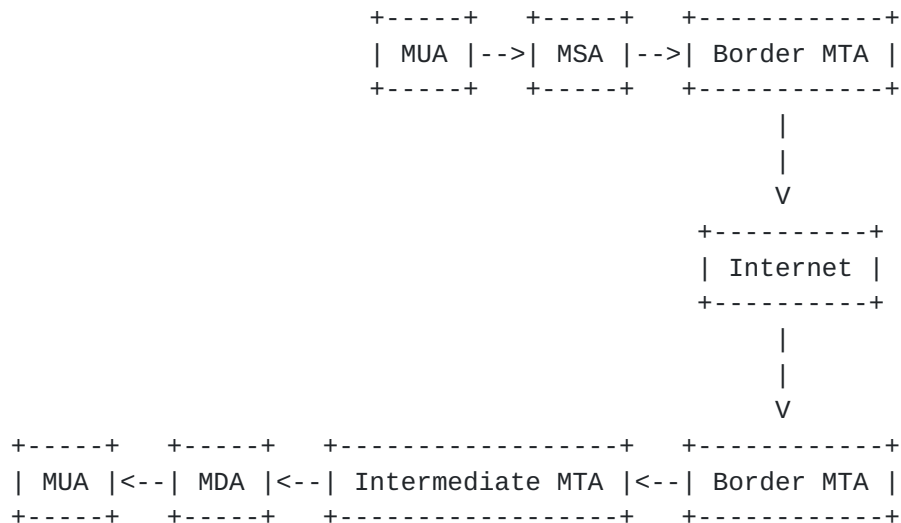 +-----+   +-----+   +------------+
                       | MUA |-->| MSA |-->| Border MTA |
                       +-----+   +-----+   +------------+
                                                 |
                                                 |
                                                 V
                                            +----------+
                                            | Internet |
                                            +----------+
                                                 |
                                                 |
                                                 V
+-----+   +-----+   +------------------+   +------------+
| MUA |<--| MDA |<--| Intermediate MTA |<--| Border MTA |
+-----+   +-----+   +------------------+   +------------+